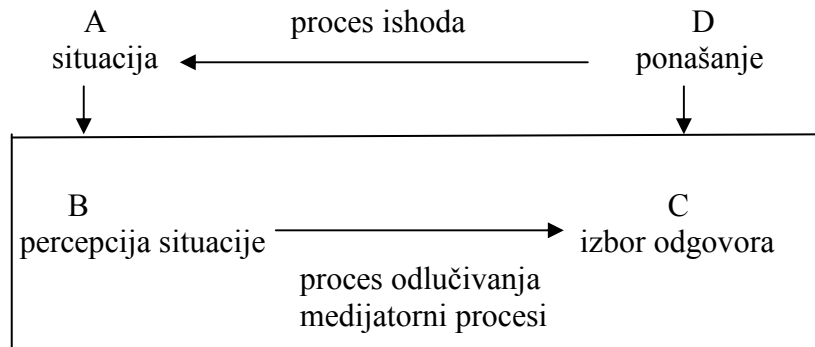 A proces ishoda D
situacija ponašanje
B C
percepcija situacije izbor odgovora
proces odlučivanja
medijatorni procesi